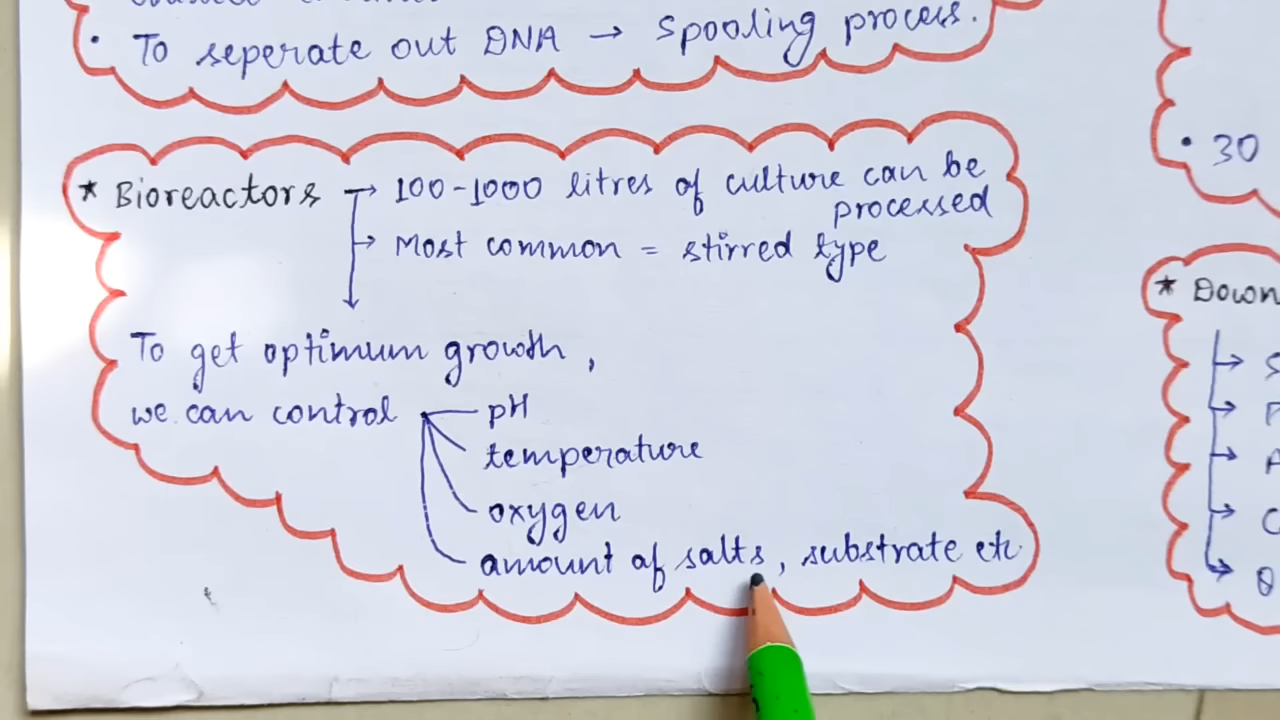 • To seperate out DNA → spooling process.
* Bioreactors → 100-1000 litres of culture can be
processed
→ Most common = stirred type
To get optimum growth,
we can control pH
temperature
oxygen
amount of salts, substrate etc
• 30
* Down